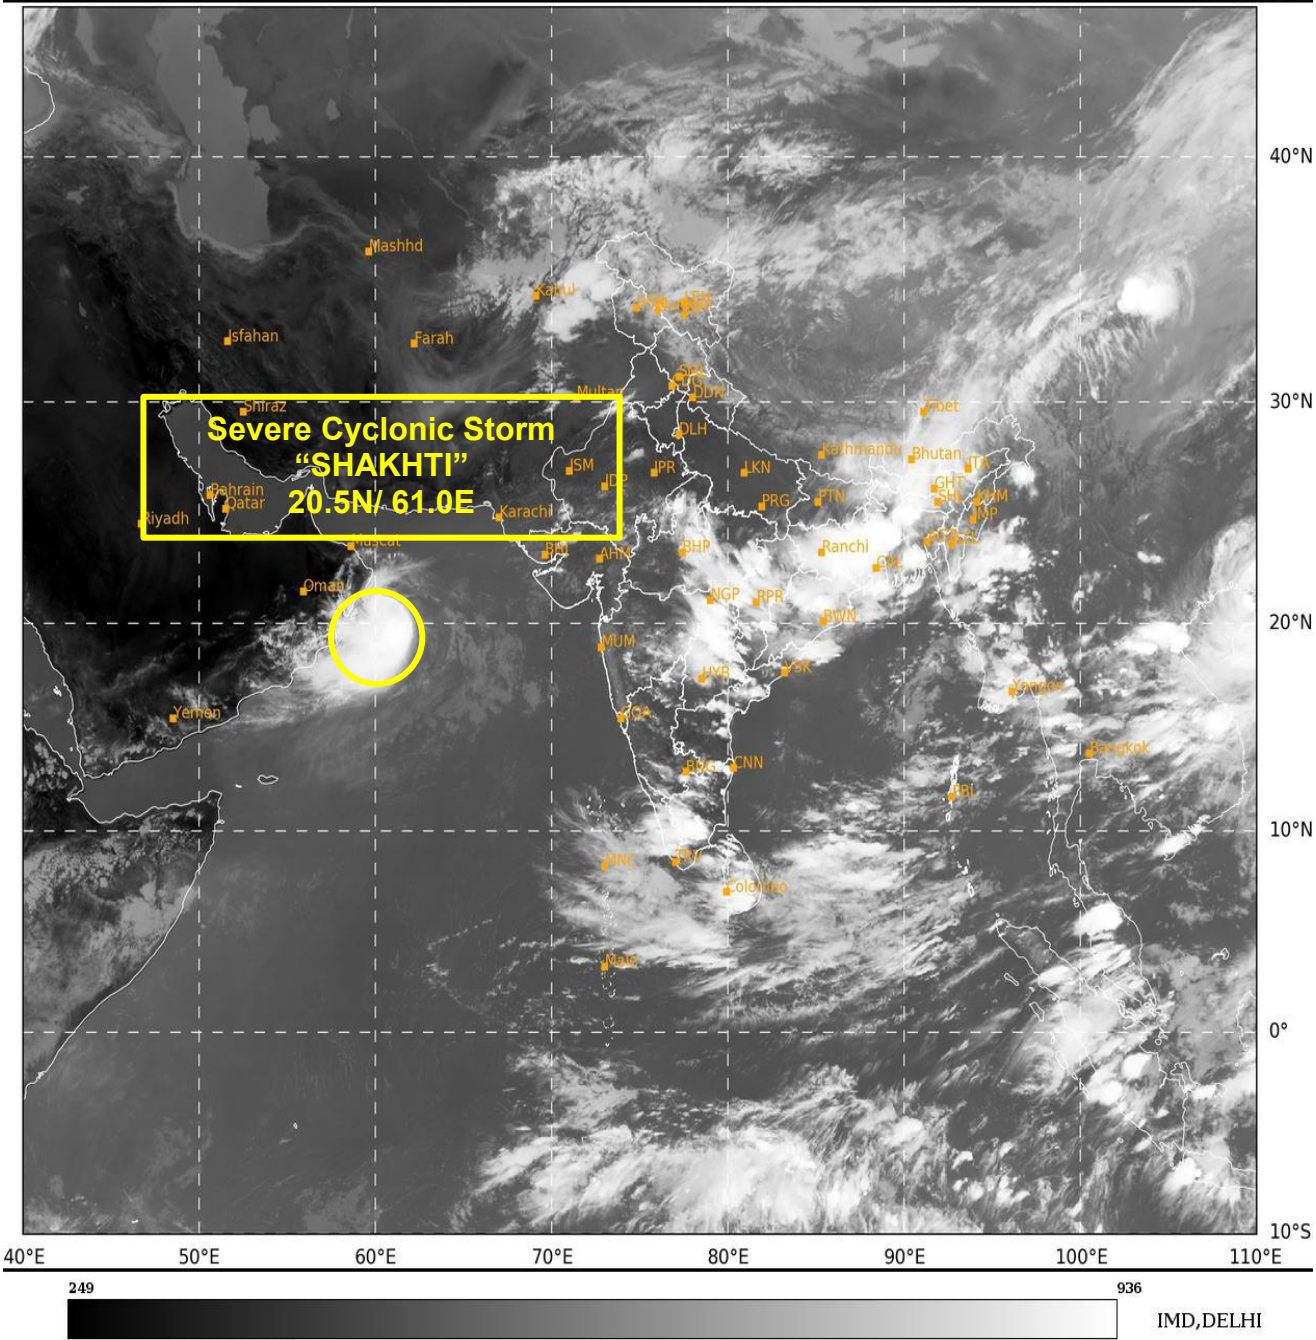 40°N
Mashhd
Kabul
Isfahan
Farah
30°N
Multan
DDN
Shiraz
Tibet
Severe Cyclonic Storm
“SHAKHTI”
20.5N/ 61.0E
DLH
Kathmandu
Bhutan
ITA
JSM
JPR
LKN
JDP
GHT
Bahrain
Qatar
Riyadh
Karachi
PRG
PTN
SHL
KHM
IMP
Muscat
AHM
BHP
Ranchi
Oman
NGP
RPR
BWN
20°N
MUM
HYB
VSK
Yangon
Yemen
GOA
Bangkok
BNG
CNN
PBL
10°N
TRV
MNC
Colombo
Male
0°
10°S
40°E
50°E
60°E
70°E
80°E
90°E
100°E
110°E
249
936
IMD,DELHI